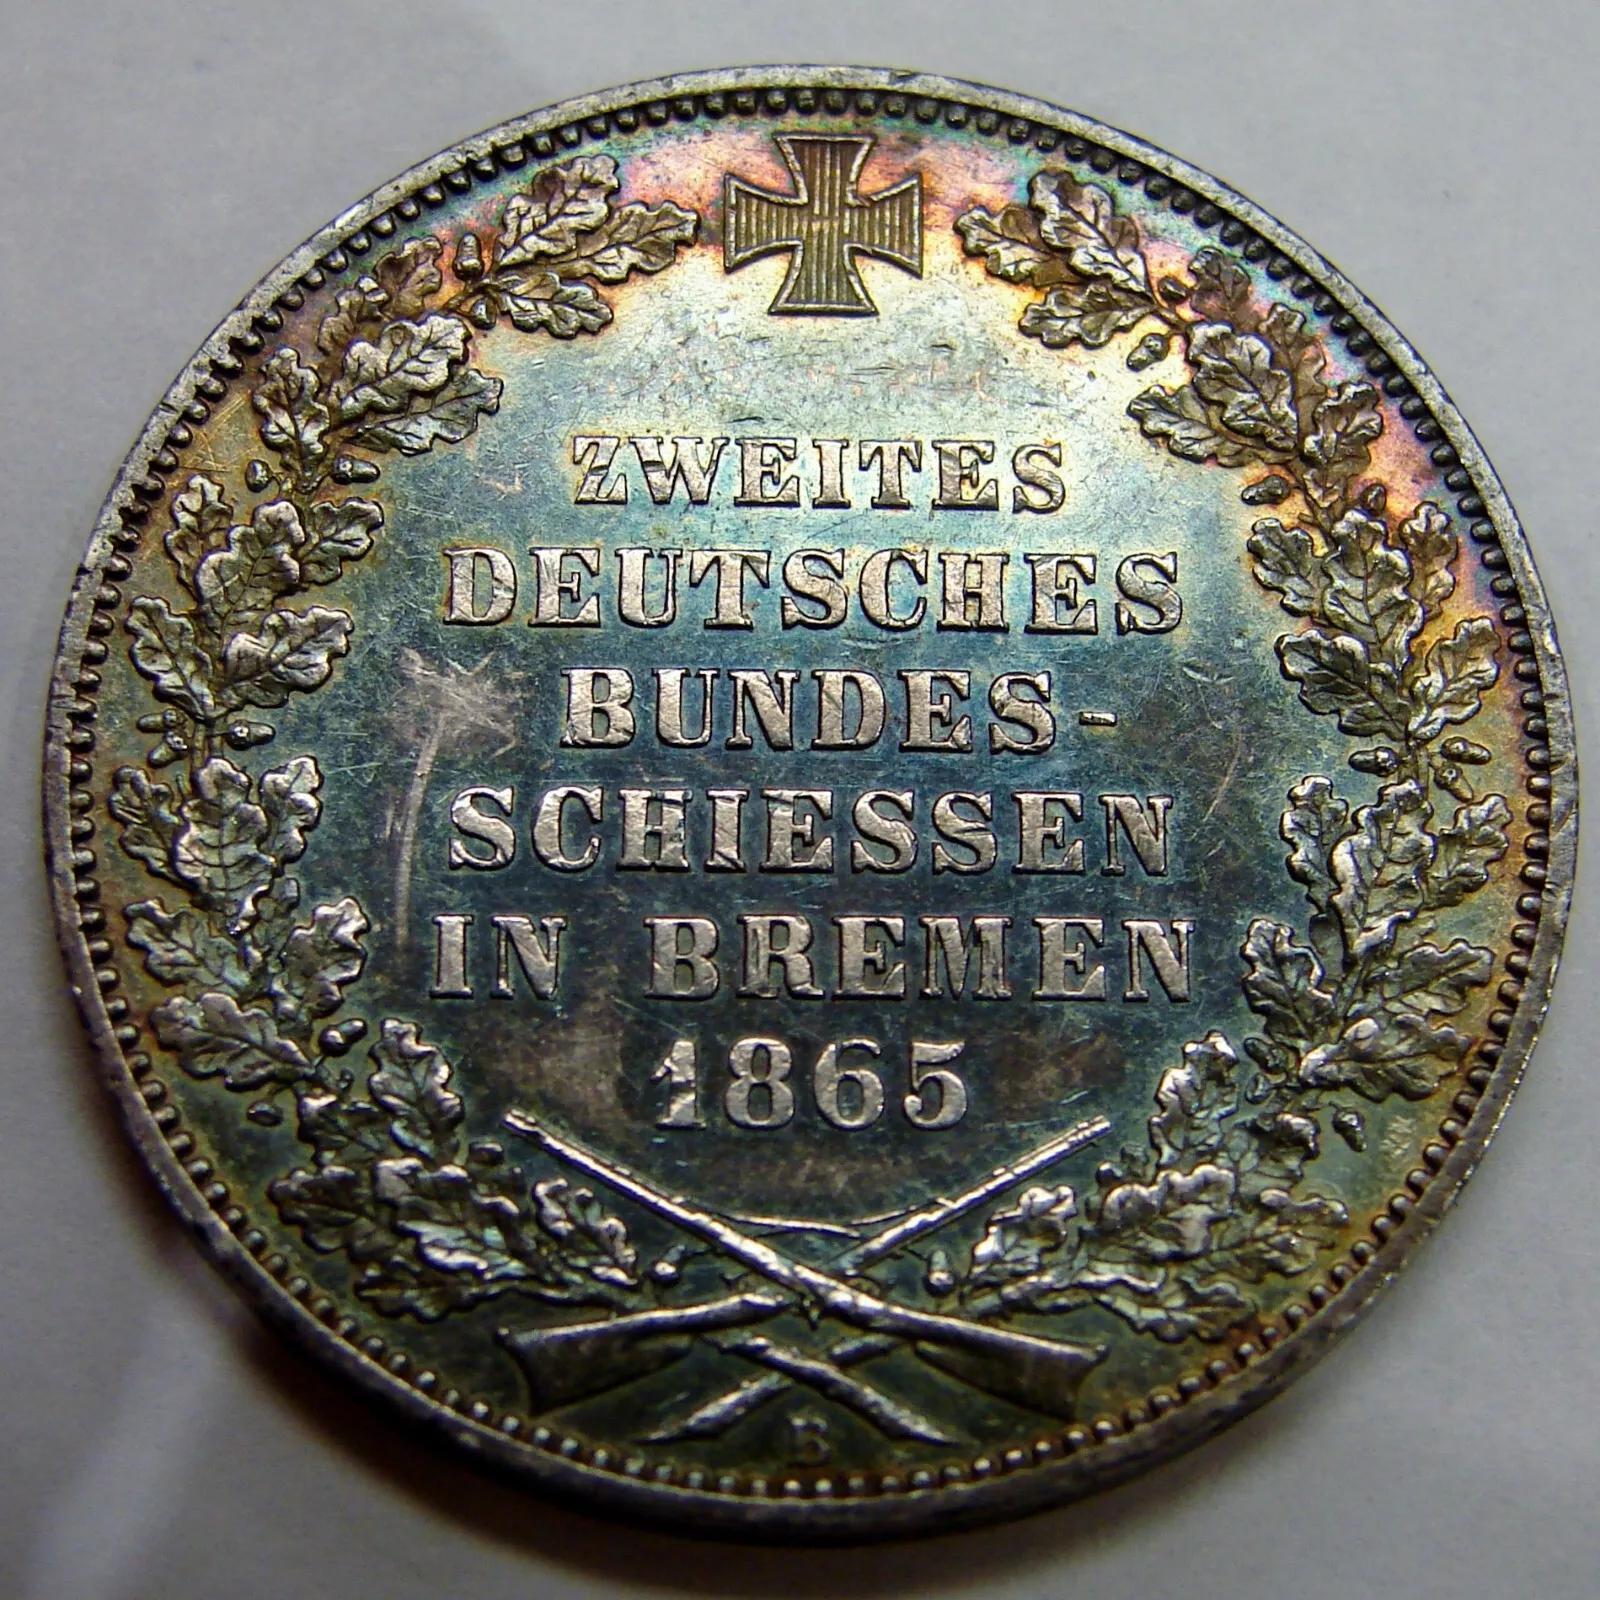 ZWEITES
DEUTSCHES
BUNDES-
SCHIESSEN
IN BREMEN
1865
B